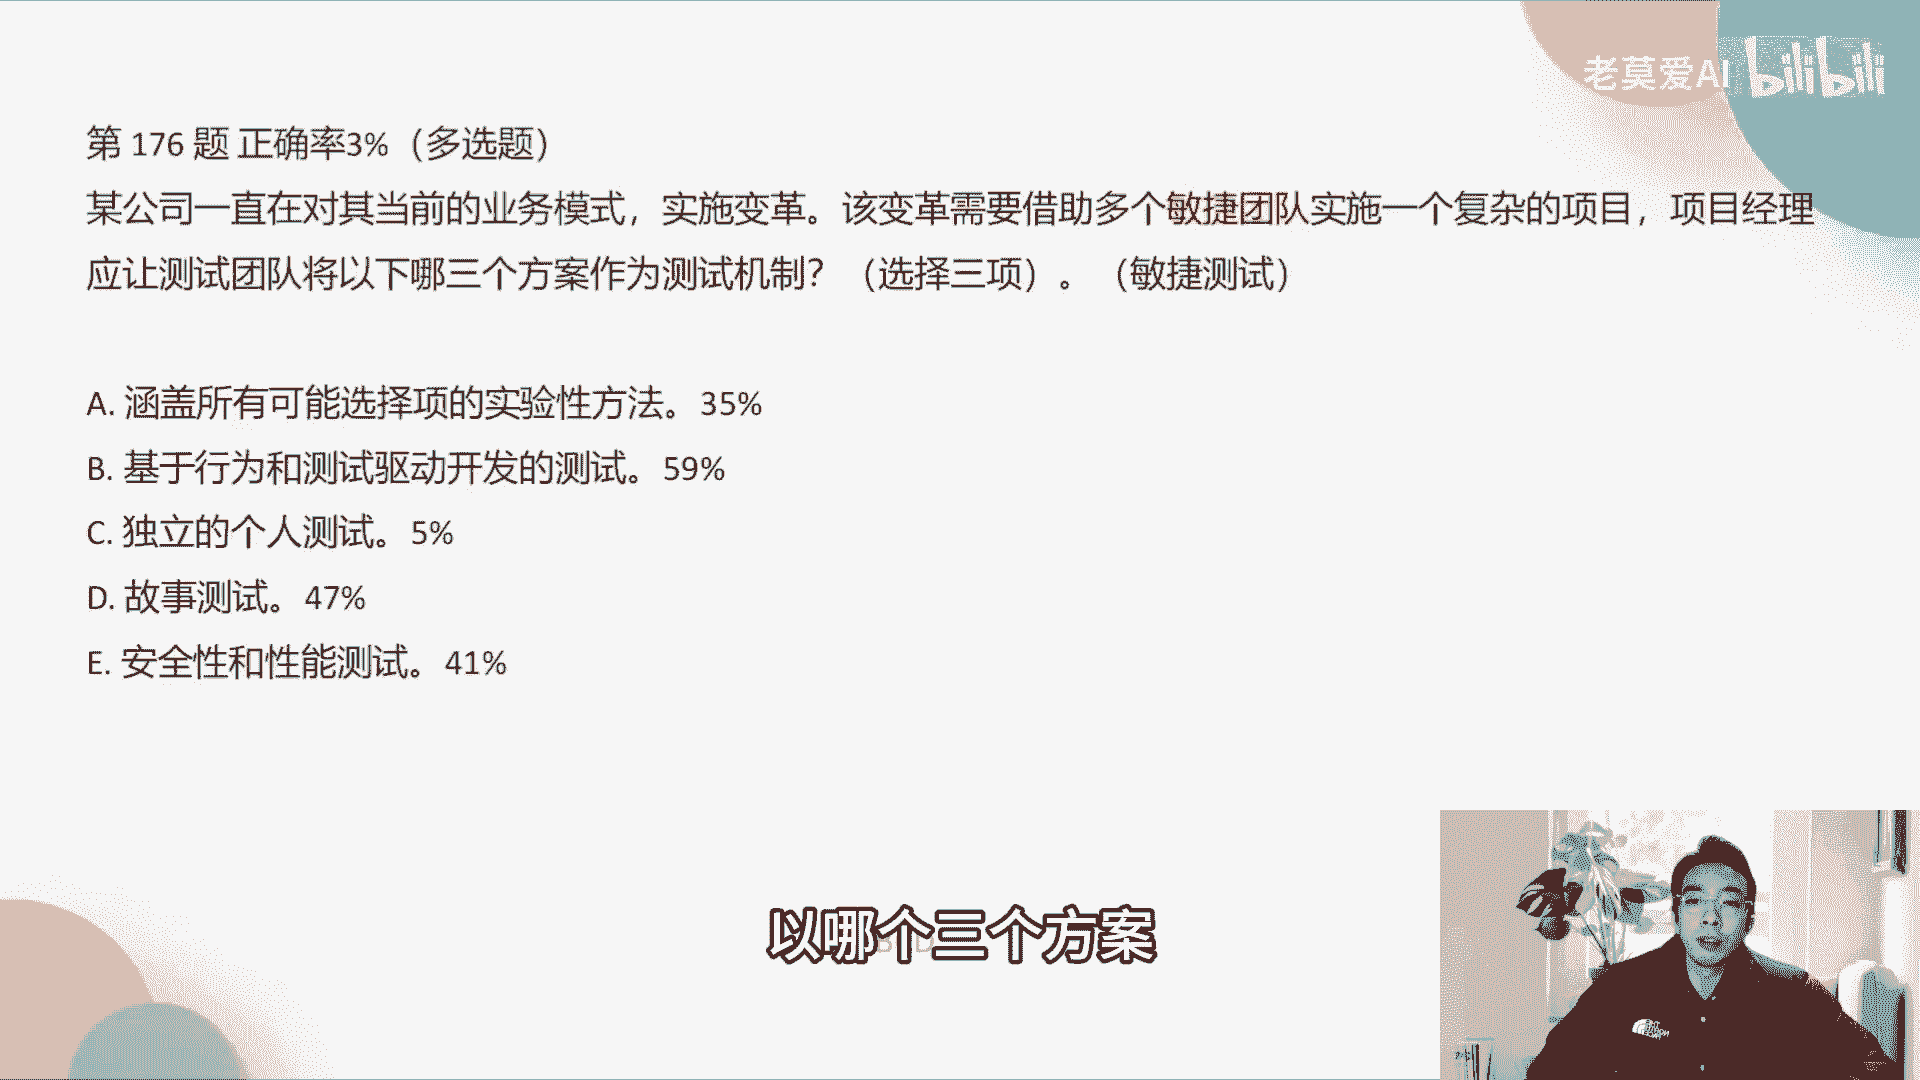 老莫爱AI bilibili
第 176 题 正确率3%（多选题）
某公司一直在对其当前的业务模式，实施变革。该变革需要借助多个敏捷团队实施一个复杂的项目，项目经理
应让测试团队将以下哪三个方案作为测试机制？（选择三项）。（敏捷测试）
A. 涵盖所有可能选择项的实验性方法。35%
B. 基于行为和测试驱动开发的测试。59%
C. 独立的个人测试。5%
D. 故事测试。47%
E. 安全性和性能测试。41%
以哪个三个方案